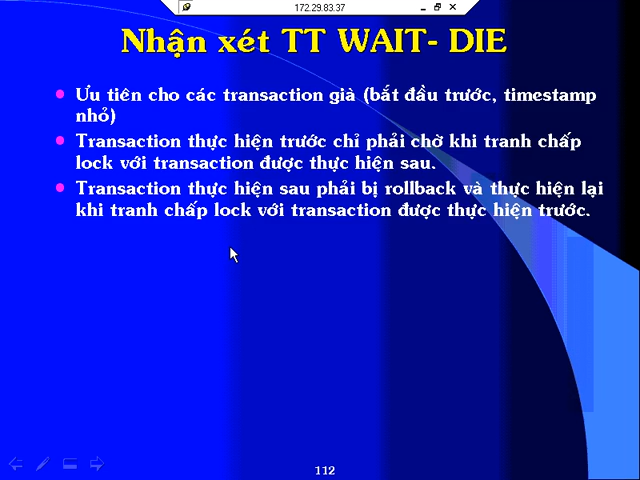 172.29.83.37
Nhận xét TT WAIT- DIE
Ưu tiên cho các transaction già (bắt đầu trước, timestamp
nhỏ)
Transaction thực hiện trước chỉ phải chờ khi tranh chấp
lock với transaction được thực hiện sau.
Transaction thực hiện sau phải bị rollback và thực hiện lại
khi tranh chấp lock với transaction được thực hiện trước.
112